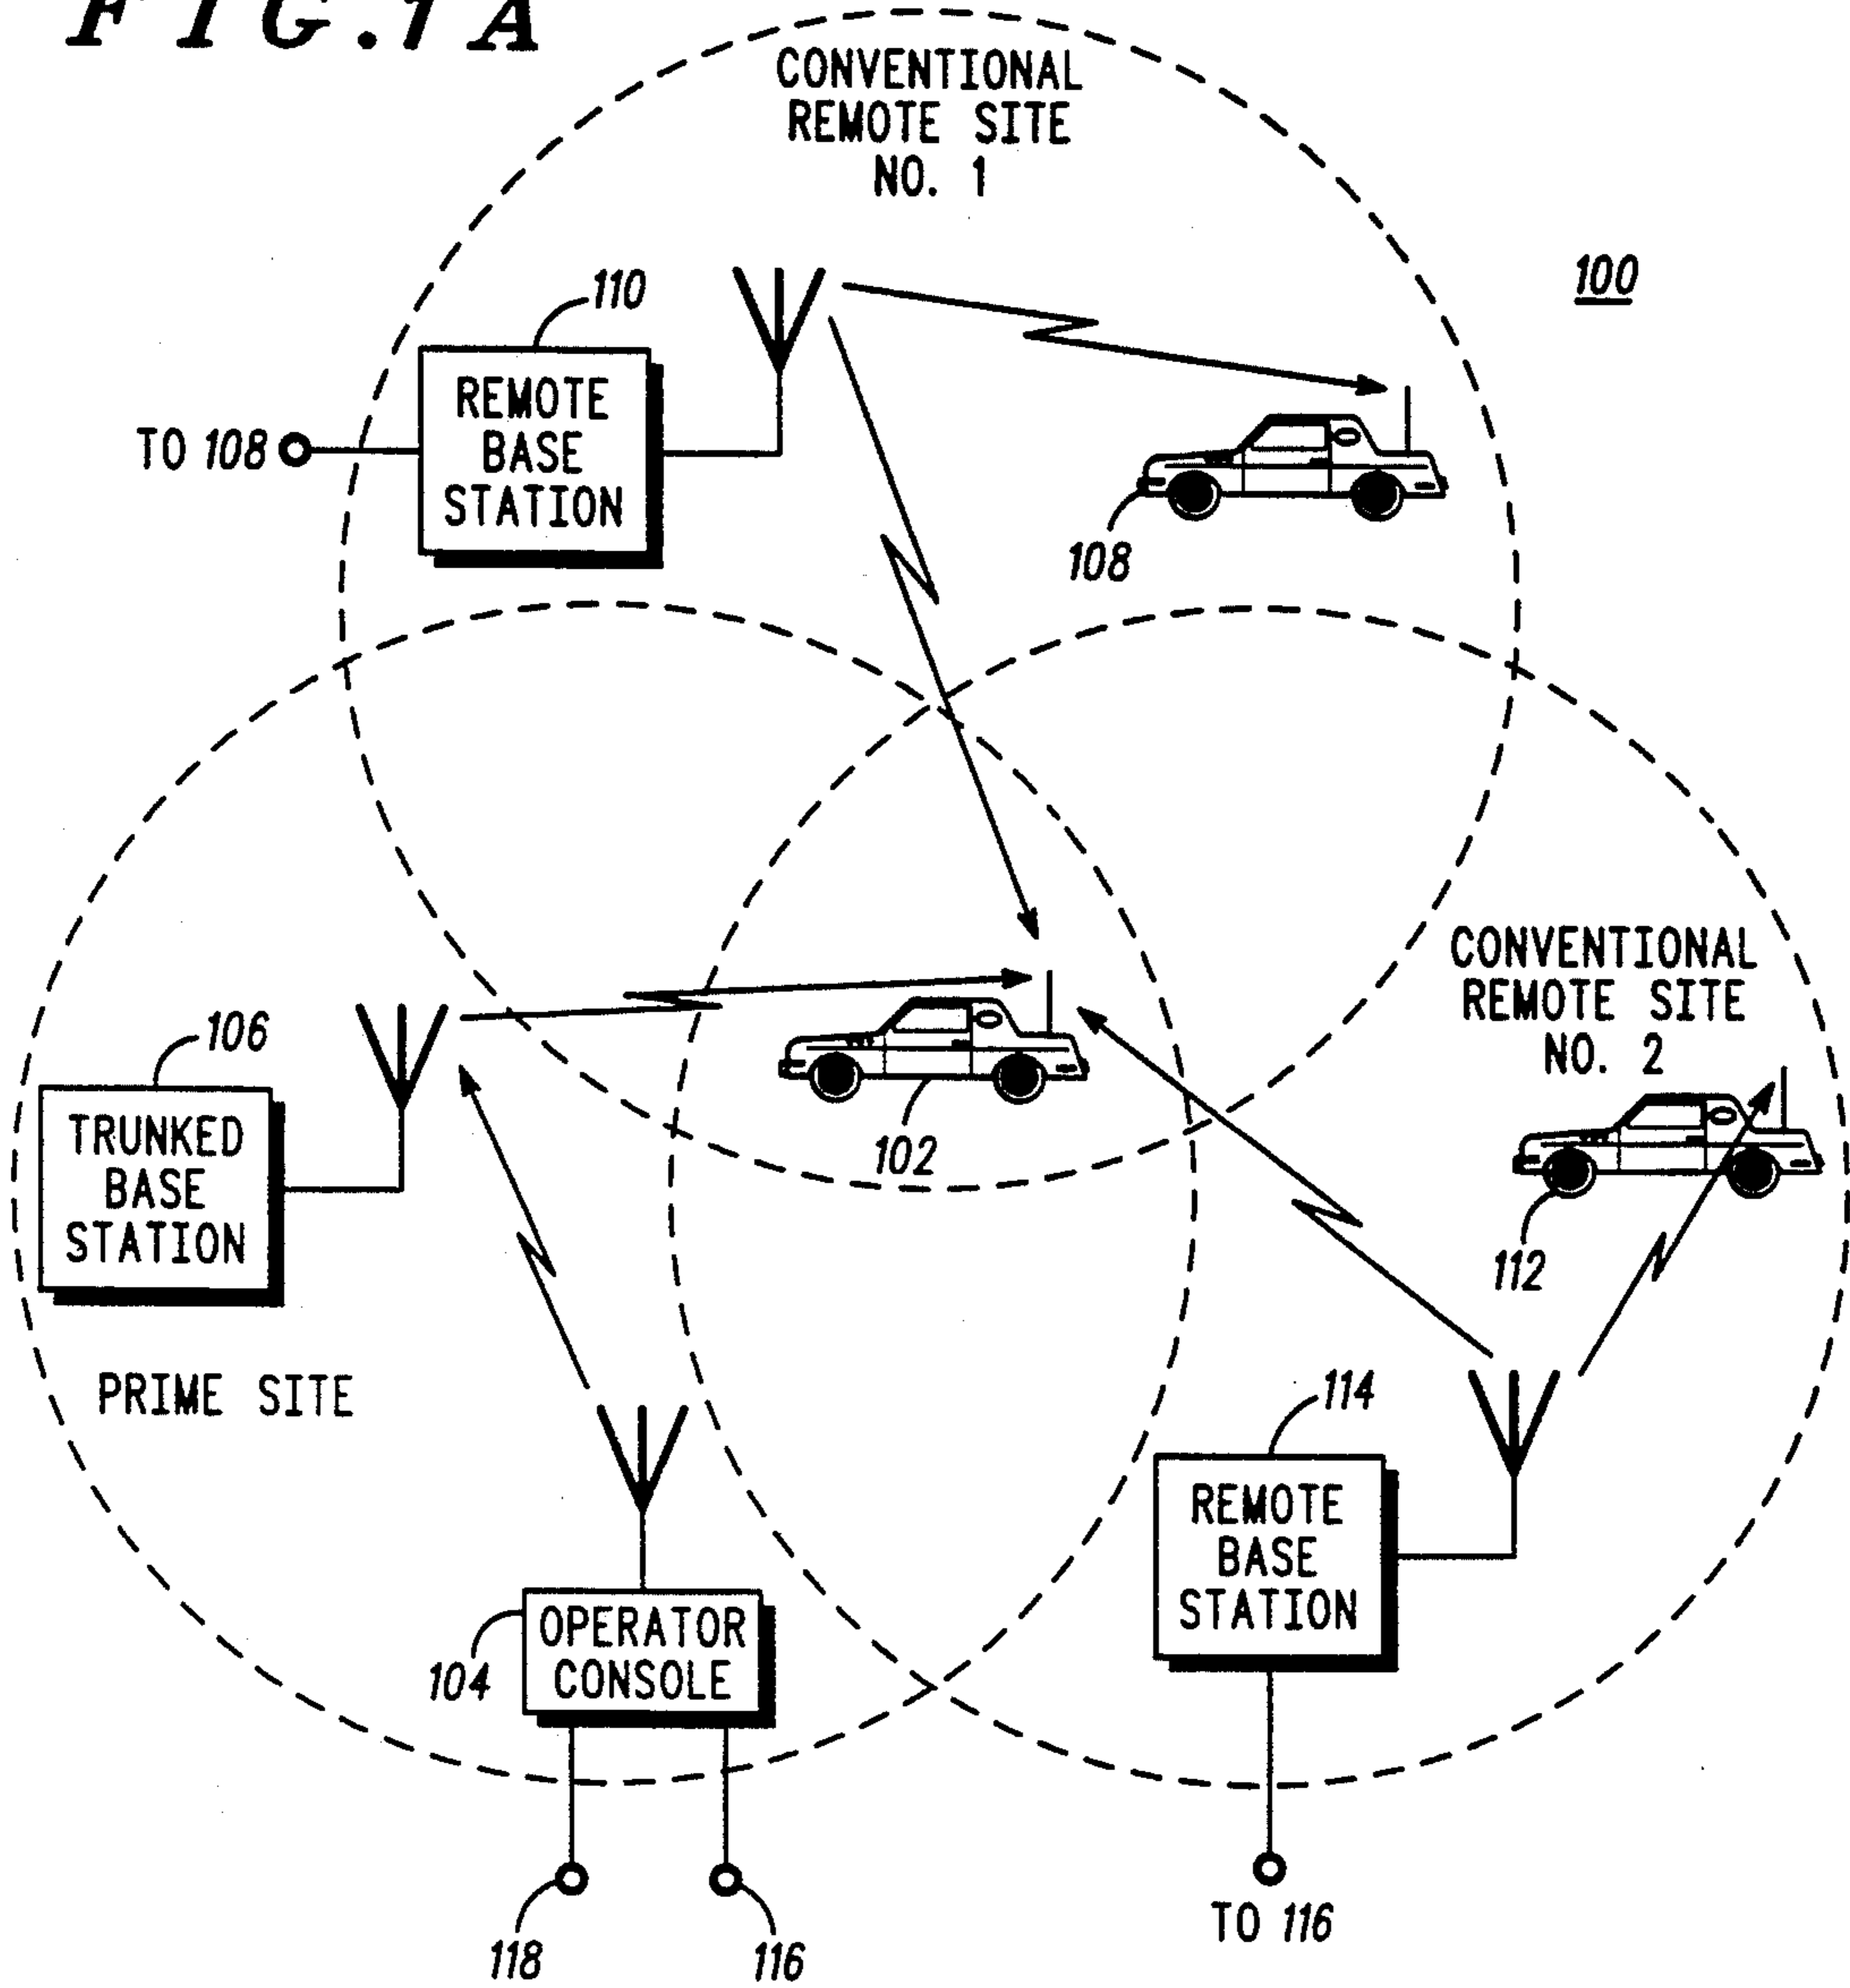 FIG.1A
CONVENTIONAL
REMOTE SITE
NO. 1
100
110
REMOTE
BASE
STATION
TO 108
108
CONVENTIONAL
REMOTE SITE
NO. 2
106
TRUNKED
BASE
STATION
102
112
PRIME SITE
114
REMOTE
BASE
STATION
OPERATOR
CONSOLE
104
118
116
TO 116